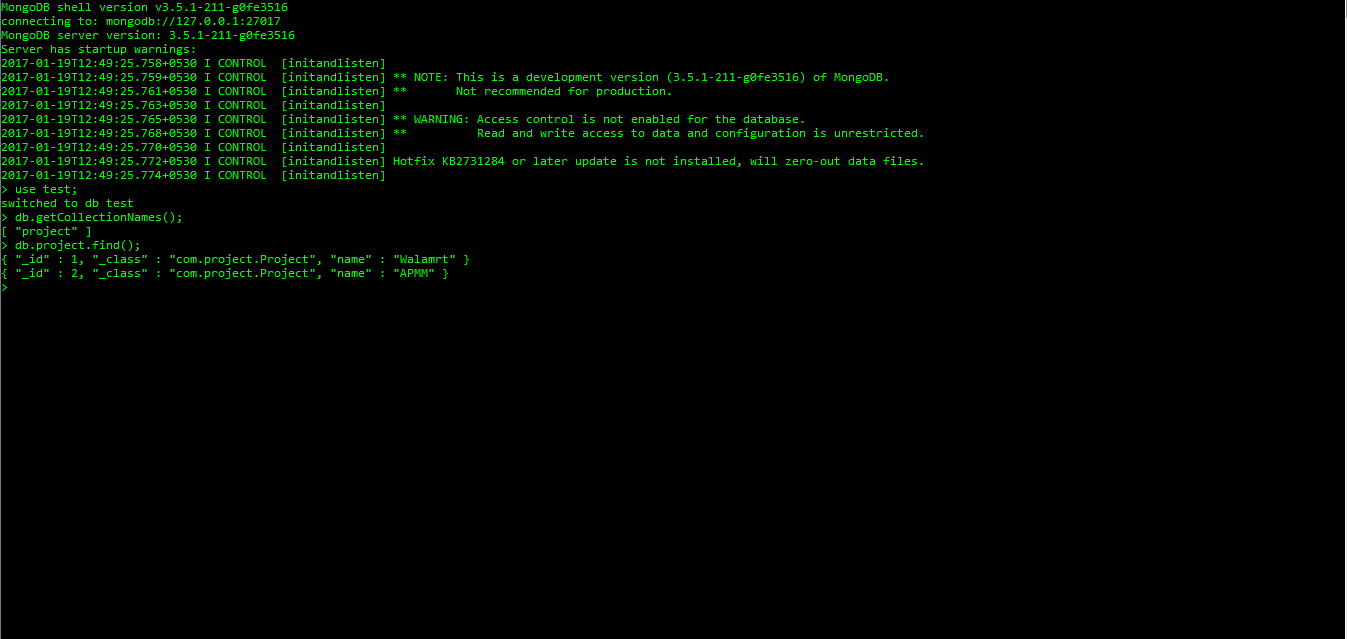 MongoDB shell version v3.5.1-211-g0fe3516
connecting to: mongodb://127.0.0.1:27017
MongoDB server version: 3.5.1-211-g0fe3516
Server has startup warnings:
2017-01-19T12:49:25.758+0530 I CONTROL  [initandlisten]
2017-01-19T12:49:25.759+0530 I CONTROL  [initandlisten] ** NOTE: This is a development version (3.5.1-211-g0fe3516) of MongoDB.
2017-01-19T12:49:25.761+0530 I CONTROL  [initandlisten] **       Not recommended for production.
2017-01-19T12:49:25.763+0530 I CONTROL  [initandlisten]
2017-01-19T12:49:25.765+0530 I CONTROL  [initandlisten] ** WARNING: Access control is not enabled for the database.
2017-01-19T12:49:25.768+0530 I CONTROL  [initandlisten] **          Read and write access to data and configuration is unrestricted.
2017-01-19T12:49:25.770+0530 I CONTROL  [initandlisten]
2017-01-19T12:49:25.772+0530 I CONTROL  [initandlisten] Hotfix KB2731284 or later update is not installed, will zero-out data files.
2017-01-19T12:49:25.774+0530 I CONTROL  [initandlisten]
> use test;
switched to db test
> db.getCollectionNames();
[ "project" ]
> db.project.find();
{ "_id" : 1, "_class" : "com.project.Project", "name" : "Walamrt" }
{ "_id" : 2, "_class" : "com.project.Project", "name" : "APMM" }
>